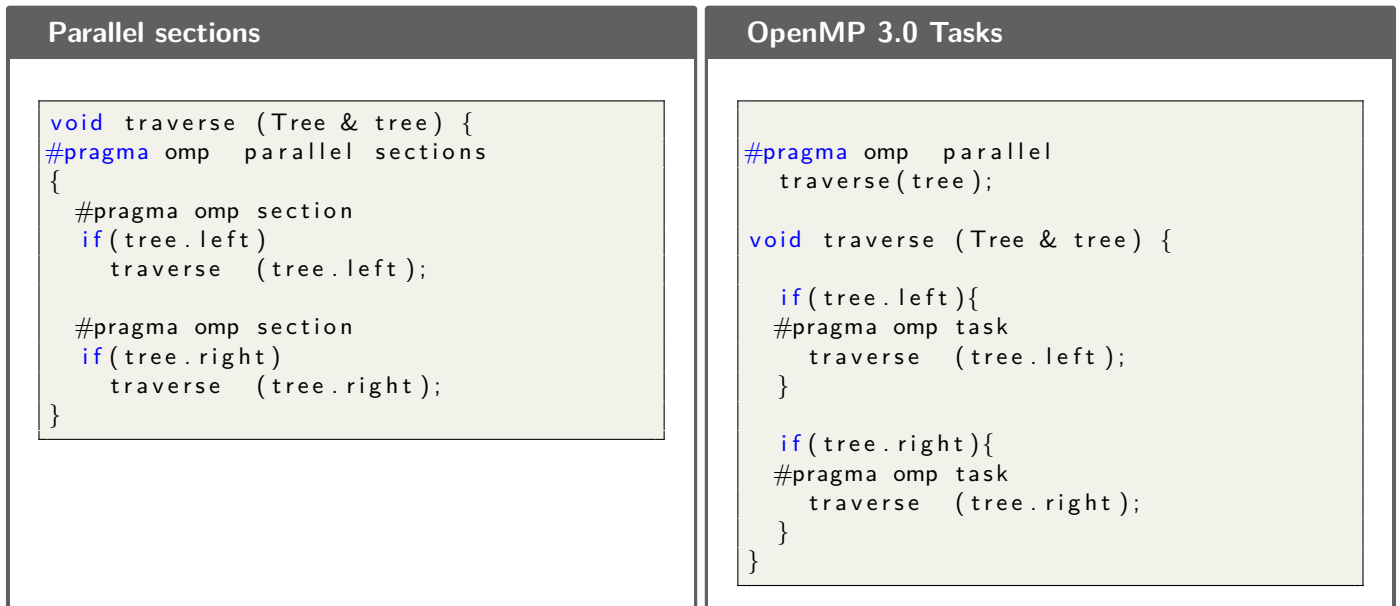 Parallel sections
void traverse (Tree & tree) {
#pragma omp parallel sections
{
#pragma omp section
if(tree.left)
traverse (tree.left);
#pragma omp section
if(tree.right)
traverse (tree.right);
}
OpenMP 3.0 Tasks
#pragma omp parallel
traverse(tree);
void traverse (Tree & tree) {
if(tree.left){
#pragma omp task
traverse (tree.left);
}
if(tree.right){
#pragma omp task
traverse (tree.right);
}
}